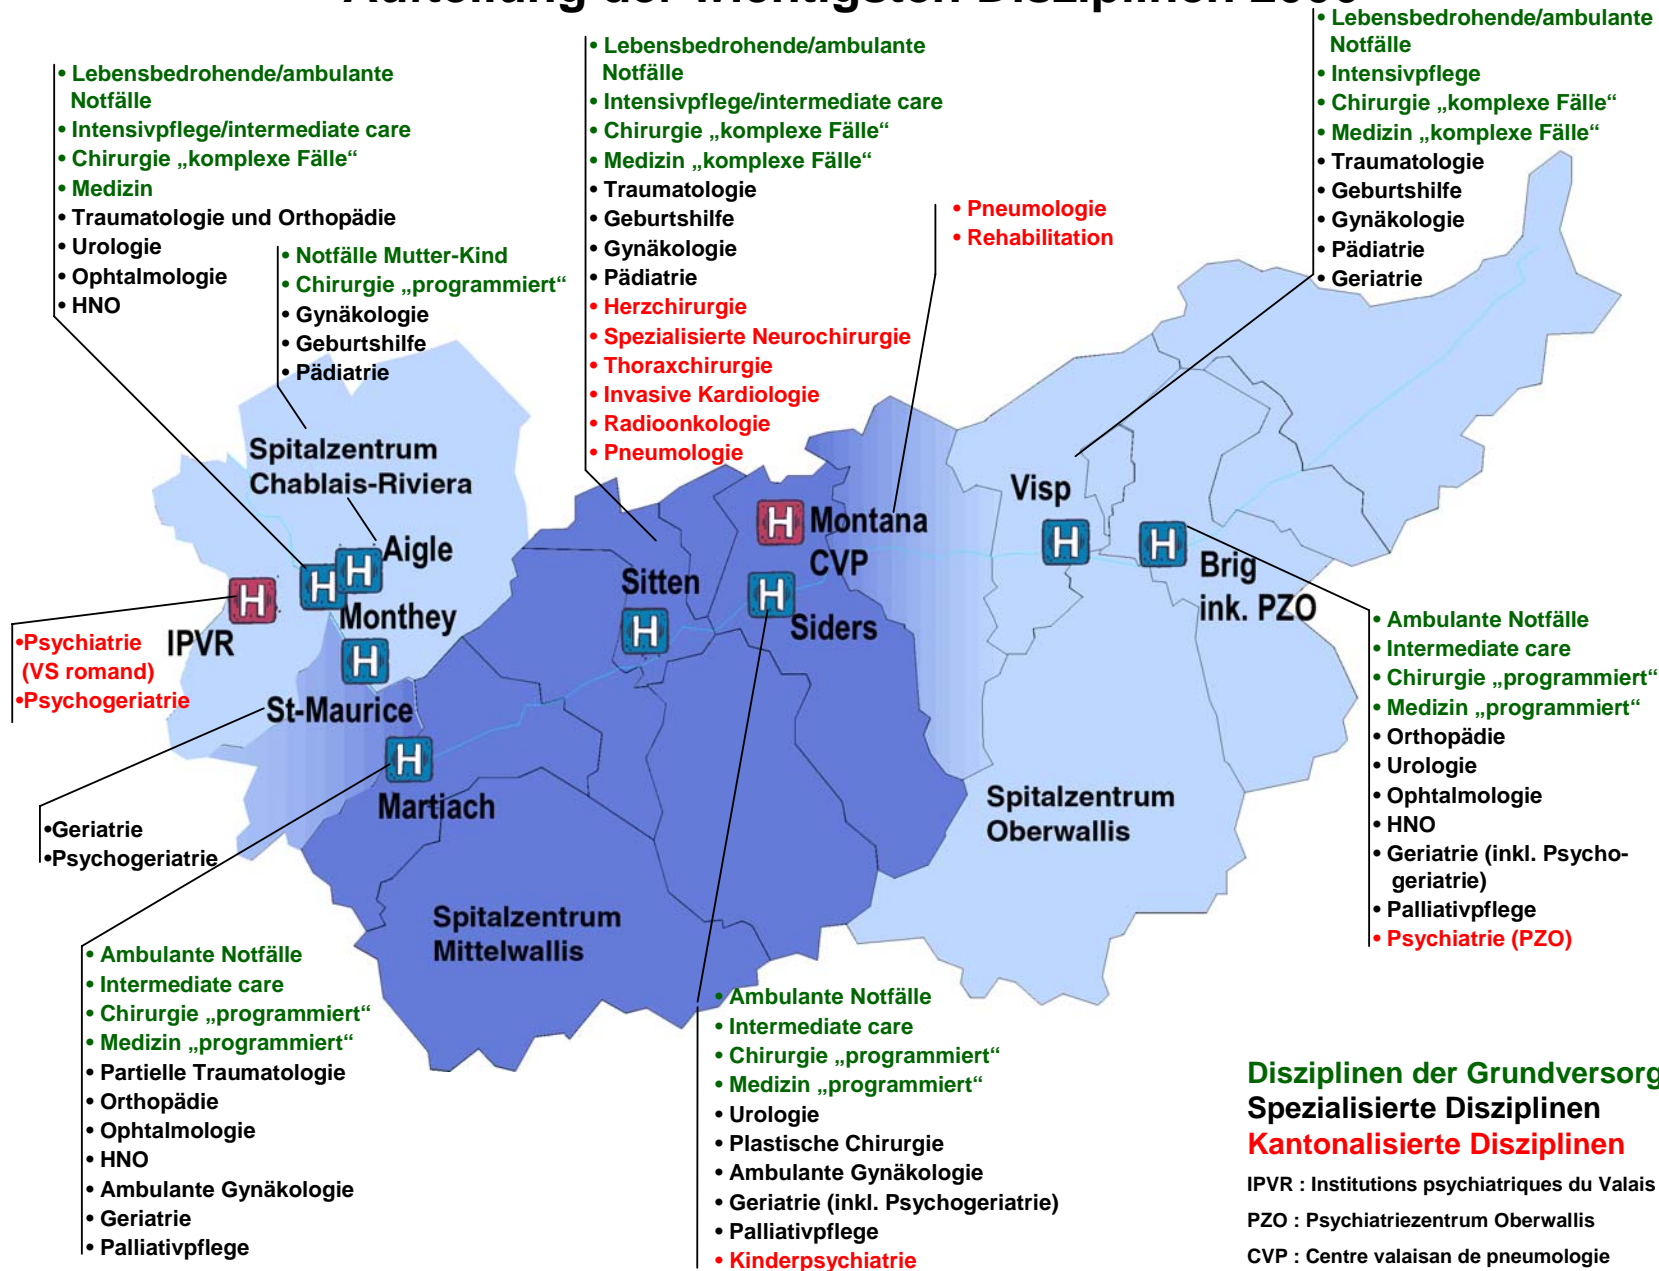 • Lebensbedrohende/ambulante
Notfälle
• Intensivpflege/intermediate care
• Chirurgie „komplexe Fälle“
• Medizin
• Traumatologie und Orthopädie
• Urologie
• Ophtalmologie
• HNO
• Notfälle Mutter-Kind
• Chirurgie „programmiert“
• Gynäkologie
• Geburtshilfe
• Pädiatrie
• Lebensbedrohende/ambulante
Notfälle
• Intensivpflege/intermediate care
• Chirurgie „komplexe Fälle“
• Medizin „komplexe Fälle“
• Traumatologie
• Geburtshilfe
• Gynäkologie
• Pädiatrie
• Herzchirurgie
• Spezialisierte Neurochirurgie
• Thoraxchirurgie
• Invasive Kardiologie
• Radioonkologie
• Pneumologie
• Pneumologie
• Rehabilitation
• Lebensbedrohende/ambulante
Notfälle
• Intensivpflege
• Chirurgie „komplexe Fälle“
• Medizin „komplexe Fälle“
• Traumatologie
• Geburtshilfe
• Gynäkologie
• Pädiatrie
• Geriatrie
Spitalzentrum
Chablais-Riviera
H Aigle
H Monthey
H IPVR
H St-Maurice
H Martiach
H Sitten
H Montana
CVP
H Siders
Visp H
H Brig
ink. PZO
Spitalzentrum
Oberwallis
Spitalzentrum
Mittelwallis
•Psychiatrie
(VS romand)
•Psychogeriatrie
•Geriatrie
•Psychogeriatrie
• Ambulante Notfälle
• Intermediate care
• Chirurgie „programmiert“
• Medizin „programmiert“
• Partielle Traumatologie
• Orthopädie
• Ophtalmologie
• HNO
• Ambulante Gynäkologie
• Geriatrie
• Palliativpflege
• Ambulante Notfälle
• Intermediate care
• Chirurgie „programmiert“
• Medizin „programmiert“
• Urologie
• Plastische Chirurgie
• Ambulante Gynäkologie
• Geriatrie (inkl. Psychogeriatrie)
• Palliativpflege
• Kinderpsychiatrie
• Ambulante Notfälle
• Intermediate care
• Chirurgie „programmiert“
• Medizin „programmiert“
• Orthopädie
• Urologie
• Ophtalmologie
• HNO
• Geriatrie (inkl. Psycho-
geriatrie)
• Palliativpflege
• Psychiatrie (PZO)
Disziplinen der Grundversorg
Spezialisierte Disziplinen
Kantonalisierte Disziplinen
IPVR : Institutions psychiatriques du Valais
PZO : Psychiatriezentrum Oberwallis
CVP : Centre valaisan de pneumologie